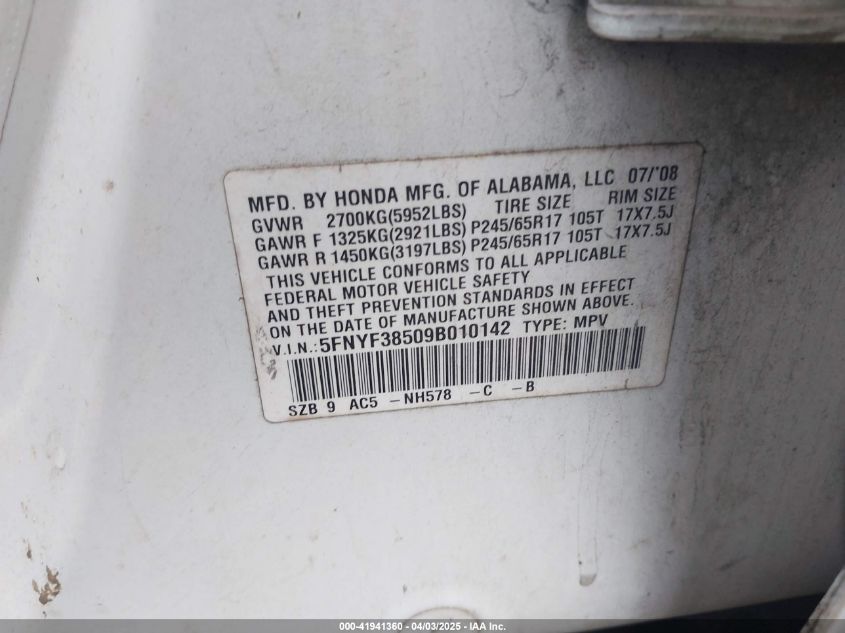 MFD. BY HONDA MFG. OF ALABAMA, LLC 07/'08
GVWR 2700KG(5952LBS) TIRE SIZE RIM SIZE
GAWR F 1325KG(2921LBS) P245/65R17 105T 17X7.5J
GAWR R 1450KG(3197LBS) P245/65R17 105T 17X7.5J
THIS VEHICLE CONFORMS TO ALL APPLICABLE
FEDERAL MOTOR VEHICLE SAFETY
AND THEFT PREVENTION STANDARDS IN EFFECT
ON THE DATE OF MANUFACTURE SHOWN ABOVE.
V.I.N.:5FNYF38509B010142 TYPE: MPV
SZB 9 AC5 -NH578 -C -B
000-41941360 - 04/03/2025 - IAA Inc.